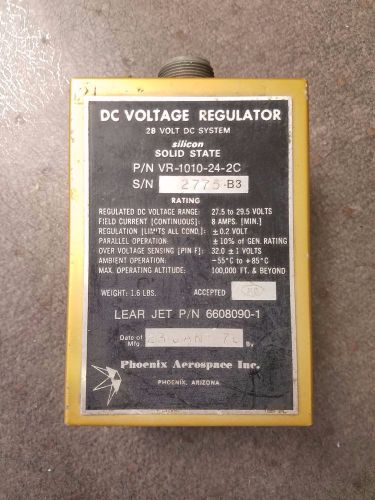 DC VOLTAGE REGULATOR
28 VOLT DC SYSTEM
silicon
SOLID STATE
P/N VR-1010-24-2C
S/N 2775-B3
RATING
REGULATED DC VOLTAGE RANGE: 27.5 to 29.5 VOLTS
FIELD CURRENT [CONTINUOUS]: 8 AMPS. [MIN.]
REGULATION [LIMITS ALL COND.]: ± 0.2 VOLT
PARALLEL OPERATION: ± 10% of GEN. RATING
OVER VOLTAGE SENSING [PIN F]: 32.0 ± 1 VOLTS
AMBIENT OPERATION: -55°C to +85°C
MAX. OPERATING ALTITUDE: 100,000 FT. & BEYOND
WEIGHT: 1.6 LBS. ACCEPTED
LEAR JET P/N 6608090-1
Date of Mfg. 23 JAN 76 By
Phoenix Aerospace Inc.
PHOENIX, ARIZONA